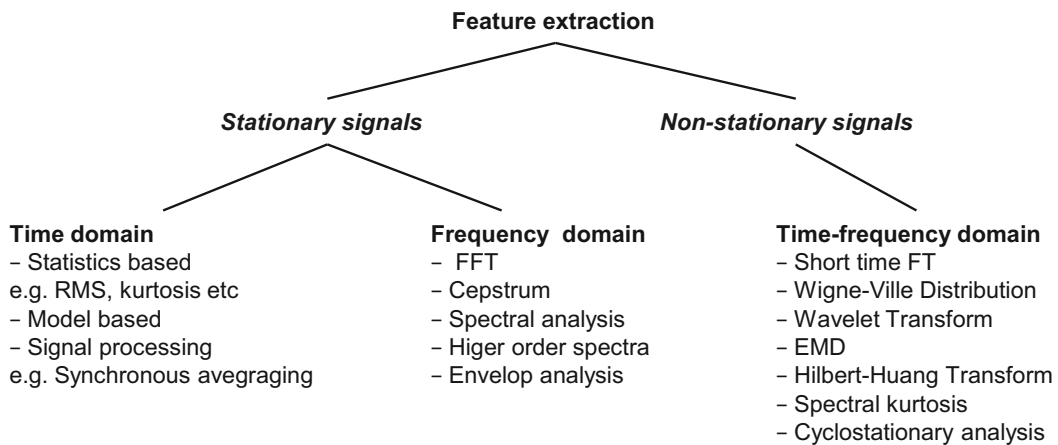 Feature extraction
Stationary signals
Non-stationary signals
Time domain
– Statistics based
e.g. RMS, kurtosis etc
– Model based
– Signal processing
e.g. Synchronous avegraging
Frequency domain
– FFT
– Cepstrum
– Spectral analysis
– Higer order spectra
– Envelop analysis
Time-frequency domain
– Short time FT
– Wigne-Ville Distribution
– Wavelet Transform
– EMD
– Hilbert-Huang Transform
– Spectral kurtosis
– Cyclostationary analysis